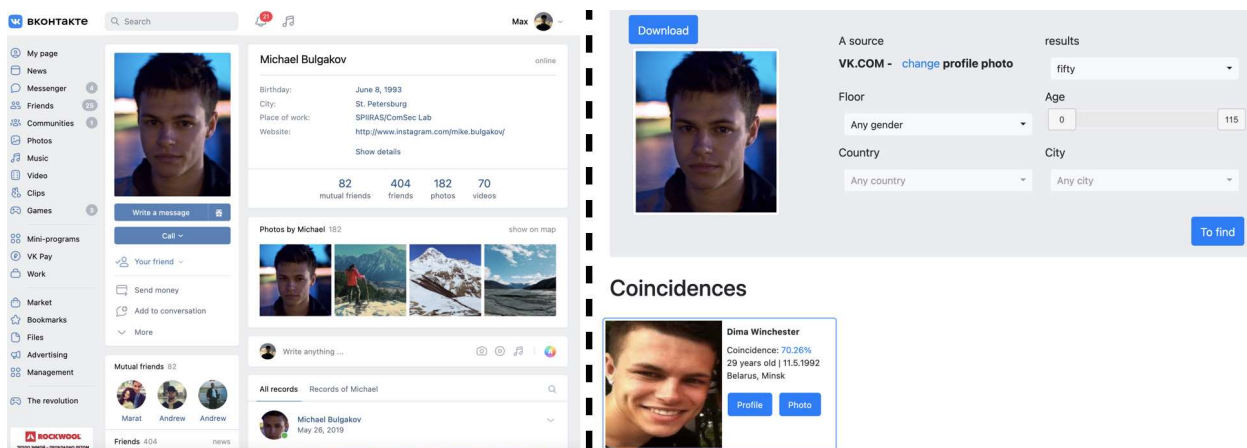 вконтакте
Search
21
Max
My page
News
Messenger 4
Friends 25
Communities 1
Photos
Music
Video
Clips
Games 3
Mini-programs
VK Pay
Work
Market
Bookmarks
Files
Advertising
Management
The revolution
ROCKWOOL
Write a message
Call
Your friend
Send money
Add to conversation
More
Mutual friends 82
Marat Andrew Andrew
Friends 404 news
Michael Bulgakov online
Birthday: June 8, 1993
City: St. Petersburg
Place of work: SPIIRAS/ComSec Lab
Website: http://www.instagram.com/mike.bulgakov/
Show details
82 404 182 70
mutual friends friends photos videos
Photos by Michael 182 show on map
Write anything ...
All records Records of Michael
Michael Bulgakov
May 26, 2019
Download
A source
VK.COM - change profile photo
results
fifty
Floor
Any gender
Age
0 115
Country
Any country
City
Any city
To find
Coincidences
Dima Winchester
Coincidence: 70.26%
29 years old | 11.5.1992
Belarus, Minsk
Profile Photo